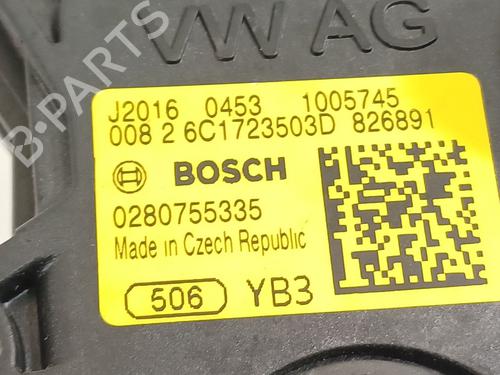 B-PARTS
VW AG
J2016 0453 1005745
008 2 6C1723503D 826891
BOSCH
0280755335
Made in Czech Republic
506 YB3